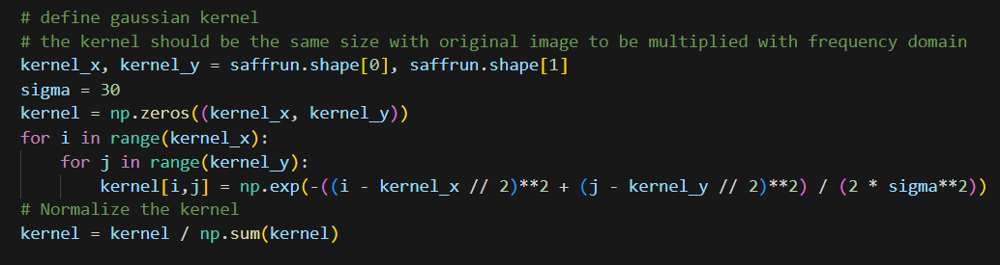 # define gaussian kernel
# the kernel should be the same size with original image to be multiplied with frequency domain
kernel_x, kernel_y = saffrun.shape[0], saffrun.shape[1]
sigma = 30
kernel = np.zeros((kernel_x, kernel_y))
for i in range(kernel_x):
    for j in range(kernel_y):
        kernel[i,j] = np.exp(-((i - kernel_x // 2)**2 + (j - kernel_y // 2)**2) / (2 * sigma**2))
# Normalize the kernel
kernel = kernel / np.sum(kernel)